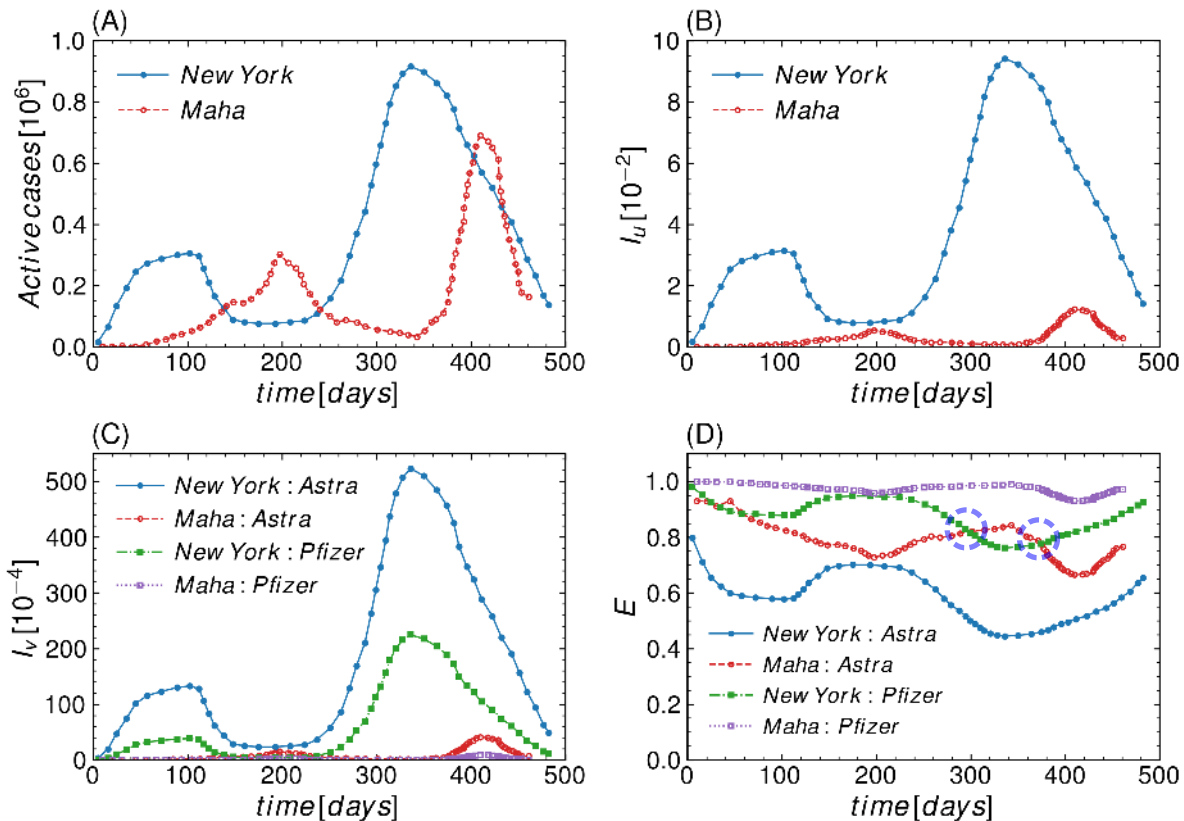 (A)
Active cases [10^6]
1.0
0.8
0.6
0.4
0.2
0.0
New York
Maha
0 100 200 300 400 500
time [days]
(B)
I_u [10^-2]
10
8
6
4
2
0
New York
Maha
0 100 200 300 400 500
time [days]
(C)
I_v [10^-4]
500
400
300
200
100
0
New York : Astra
Maha : Astra
New York : Pfizer
Maha : Pfizer
0 100 200 300 400 500
time [days]
(D)
E
1.0
0.8
0.6
0.4
0.2
0.0
New York : Astra
Maha : Astra
New York : Pfizer
Maha : Pfizer
0 100 200 300 400 500
time [days]